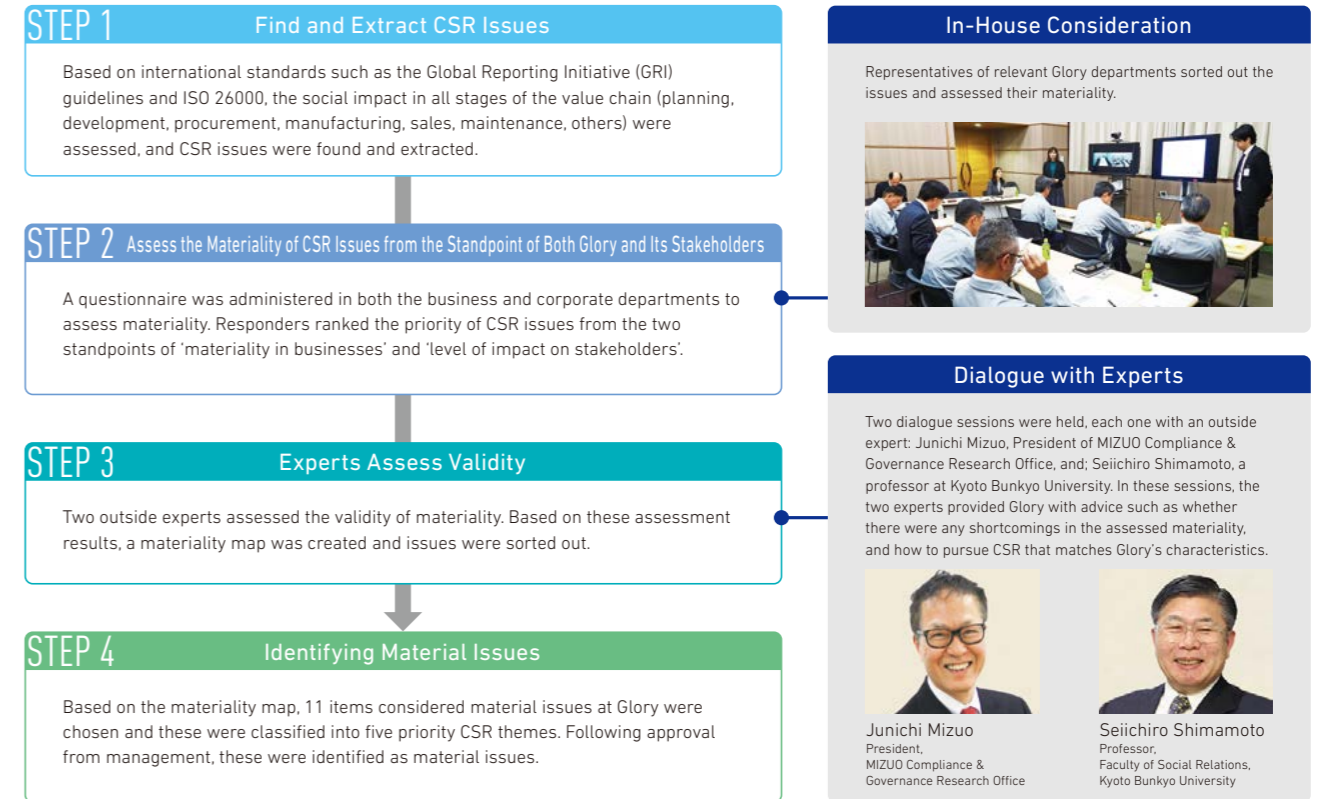 STEP 1 Find and Extract CSR Issues
Based on international standards such as the Global Reporting Initiative (GRI)
guidelines and ISO 26000, the social impact in all stages of the value chain (planning,
development, procurement, manufacturing, sales, maintenance, others) were
assessed, and CSR issues were found and extracted.
STEP 2 Assess the Materiality of CSR Issues from the Standpoint of Both Glory and Its Stakeholders
A questionnaire was administered in both the business and corporate departments to
assess materiality. Responders ranked the priority of CSR issues from the two
standpoints of ‘materiality in businesses’ and ‘level of impact on stakeholders’.
STEP 3 Experts Assess Validity
Two outside experts assessed the validity of materiality. Based on these assessment
results, a materiality map was created and issues were sorted out.
STEP 4 Identifying Material Issues
Based on the materiality map, 11 items considered material issues at Glory were
chosen and these were classified into five priority CSR themes. Following approval
from management, these were identified as material issues.
In-House Consideration
Representatives of relevant Glory departments sorted out the
issues and assessed their materiality.
Dialogue with Experts
Two dialogue sessions were held, each one with an outside
expert: Junichi Mizuo, President of MIZUO Compliance &
Governance Research Office, and; Seiichiro Shimamoto, a
professor at Kyoto Bunkyo University. In these sessions, the
two experts provided Glory with advice such as whether
there were any shortcomings in the assessed materiality,
and how to pursue CSR that matches Glory’s characteristics.
Junichi Mizuo
President,
MIZUO Compliance &
Governance Research Office
Seiichiro Shimamoto
Professor,
Faculty of Social Relations,
Kyoto Bunkyo University